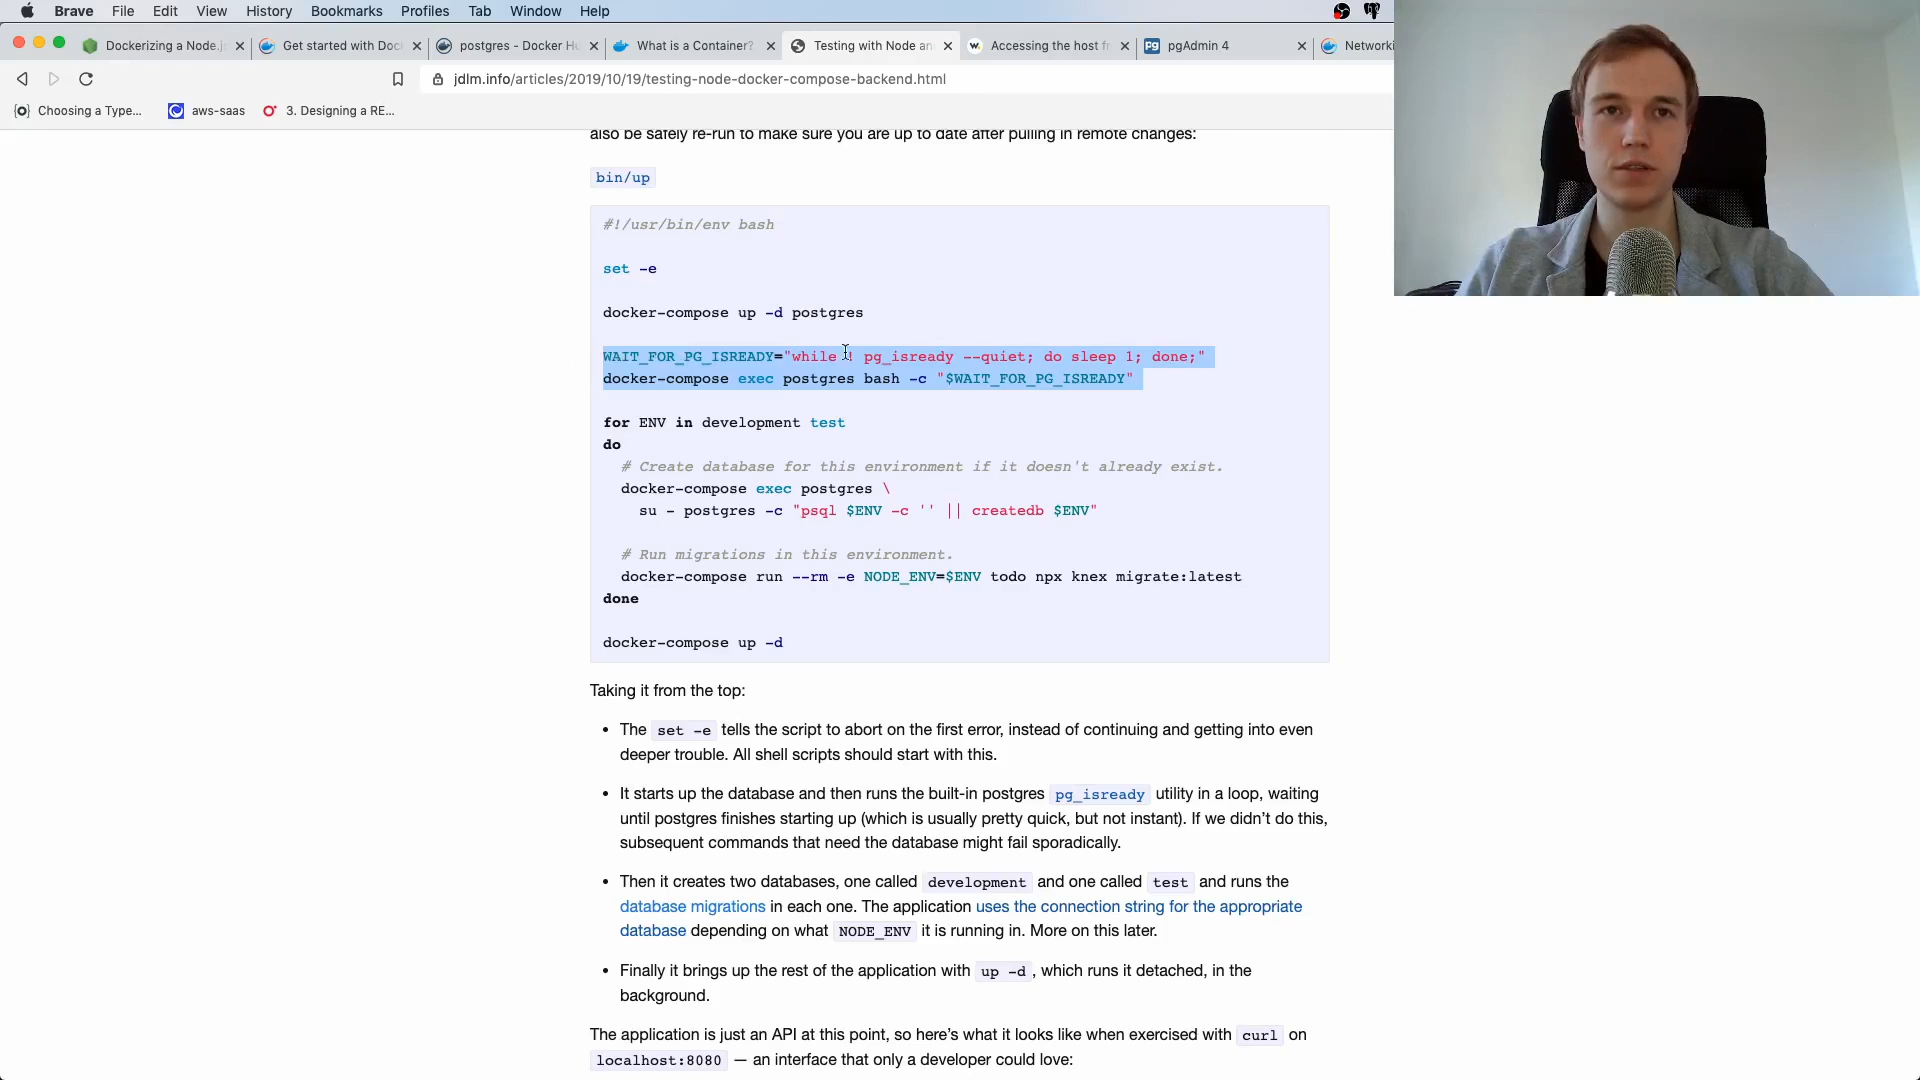 Brave File Edit View History Bookmarks Profiles Tab Window Help
Dockerizing a Node.j
Get started with Doc
postgres - Docker Hu
What is a Container?
Testing with Node an
Accessing the host fr
pgAdmin 4
Networki
jdlm.info/articles/2019/10/19/testing-node-docker-compose-backend.html
Choosing a Type... aws-saas 3. Designing a RE...
also be safely re-run to make sure you are up to date after pulling in remote changes:
bin/up
#!/usr/bin/env bash
set -e
docker-compose up -d postgres
WAIT_FOR_PG_ISREADY="while ! pg_isready --quiet; do sleep 1; done;"
docker-compose exec postgres bash -c "$WAIT_FOR_PG_ISREADY"
for ENV in development test
do
# Create database for this environment if it doesn't already exist.
docker-compose exec postgres \
su - postgres -c "psql $ENV -c '' || createdb $ENV"
# Run migrations in this environment.
docker-compose run --rm -e NODE_ENV=$ENV todo npx knex migrate:latest
done
docker-compose up -d
Taking it from the top:
• The set -e tells the script to abort on the first error, instead of continuing and getting into even
deeper trouble. All shell scripts should start with this.
• It starts up the database and then runs the built-in postgres pg_isready utility in a loop, waiting
until postgres finishes starting up (which is usually pretty quick, but not instant). If we didn’t do this,
subsequent commands that need the database might fail sporadically.
• Then it creates two databases, one called development and one called test and runs the
database migrations in each one. The application uses the connection string for the appropriate
database depending on what NODE_ENV it is running in. More on this later.
• Finally it brings up the rest of the application with up -d, which runs it detached, in the
background.
The application is just an API at this point, so here’s what it looks like when exercised with curl on
localhost:8080 — an interface that only a developer could love: